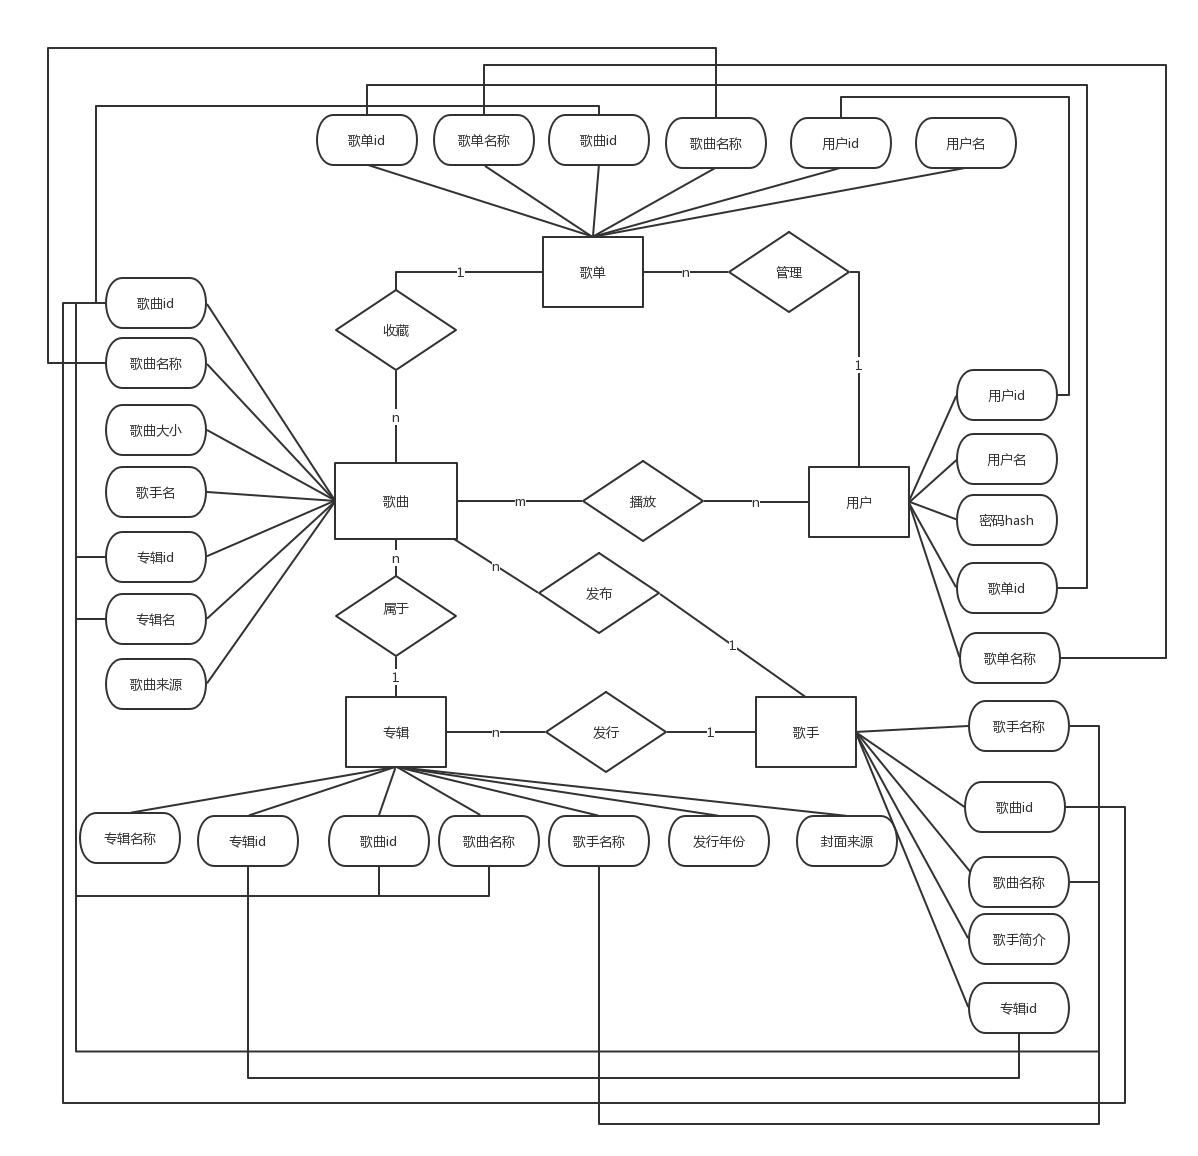 歌单id
歌单名称
歌曲id
歌曲名称
用户id
用户名
1
歌单
n
管理
歌曲id
收藏
歌曲名称
1
用户id
n
歌曲大小
用户名
歌手名
歌曲
m
播放
n
用户
密码hash
专辑id
n
n
发布
歌单id
属于
专辑名
1
歌单名称
1
歌曲来源
专辑
n
发行
1
歌手
歌手名称
歌曲id
专辑名称
专辑id
歌曲id
歌曲名称
歌手名称
发行年份
封面来源
歌曲名称
歌手简介
专辑id